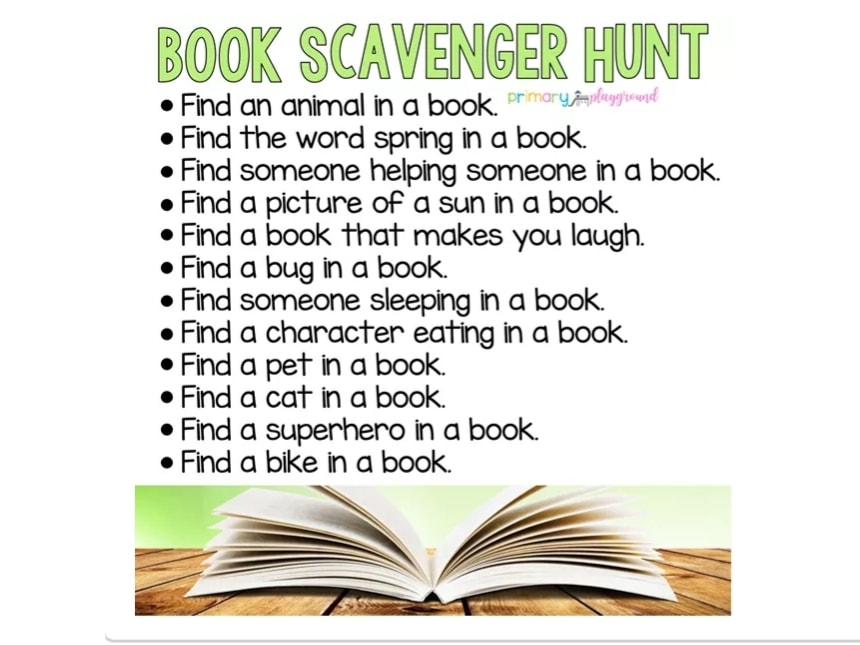 BOOK SCAVENGER HUNT
• Find an animal in a book.
primary playground
• Find the word spring in a book.
• Find someone helping someone in a book.
• Find a picture of a sun in a book.
• Find a book that makes you laugh.
• Find a bug in a book.
• Find someone sleeping in a book.
• Find a character eating in a book.
• Find a pet in a book.
• Find a cat in a book.
• Find a superhero in a book.
• Find a bike in a book.